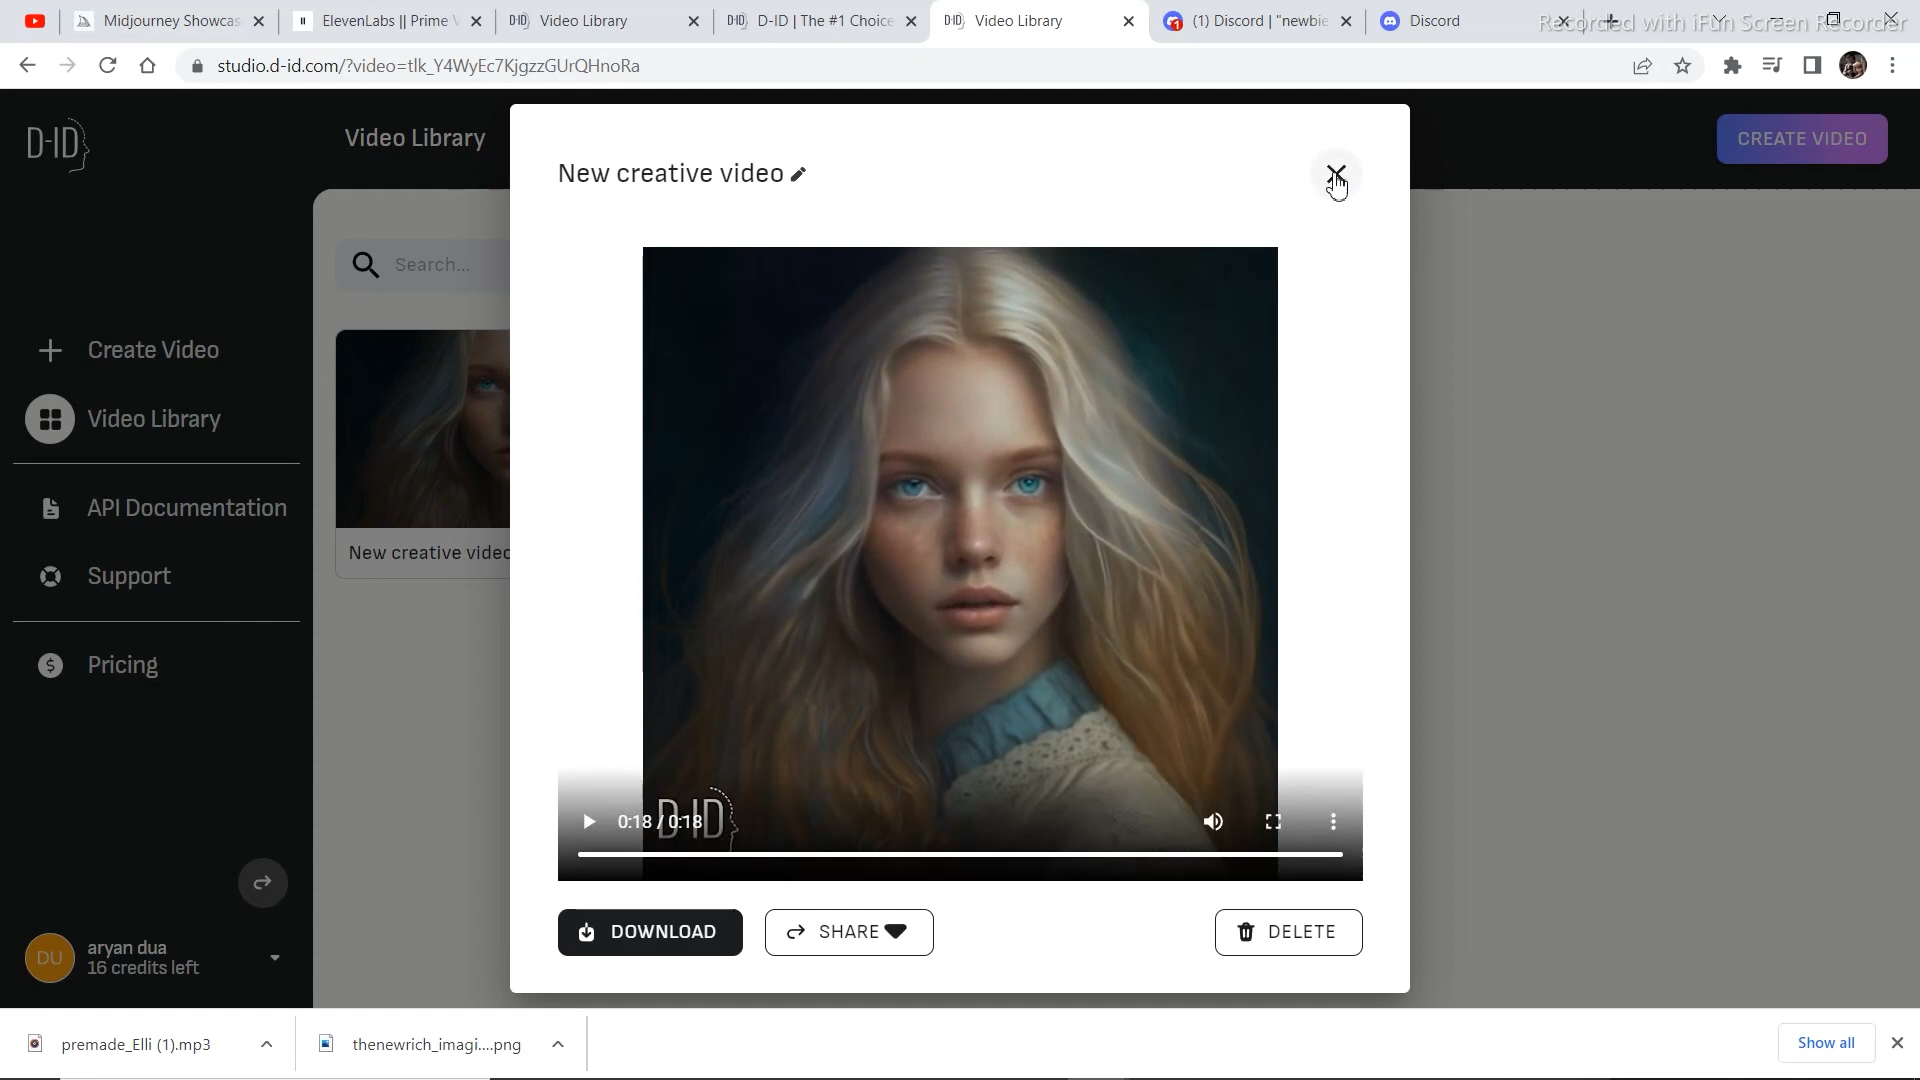 Midjourney Showcas
ElevenLabs || Prime V
Video Library
D-ID | The #1 Choice
Video Library
(1) Discord | "newbie
Discord
Recorded with iFun Screen Recorder
studio.d-id.com/?video=tlk_Y4WyEc7KjgzzGUrQHnoRa
D-ID
Video Library
CREATE VIDEO
New creative video
Search...
Create Video
Video Library
API Documentation
New creative video
Support
Pricing
D-ID
0:18 / 0:18
DOWNLOAD
SHARE
DELETE
DU
aryan dua
16 credits left
premade_Elli (1).mp3
thenewrich_imagi....png
Show all